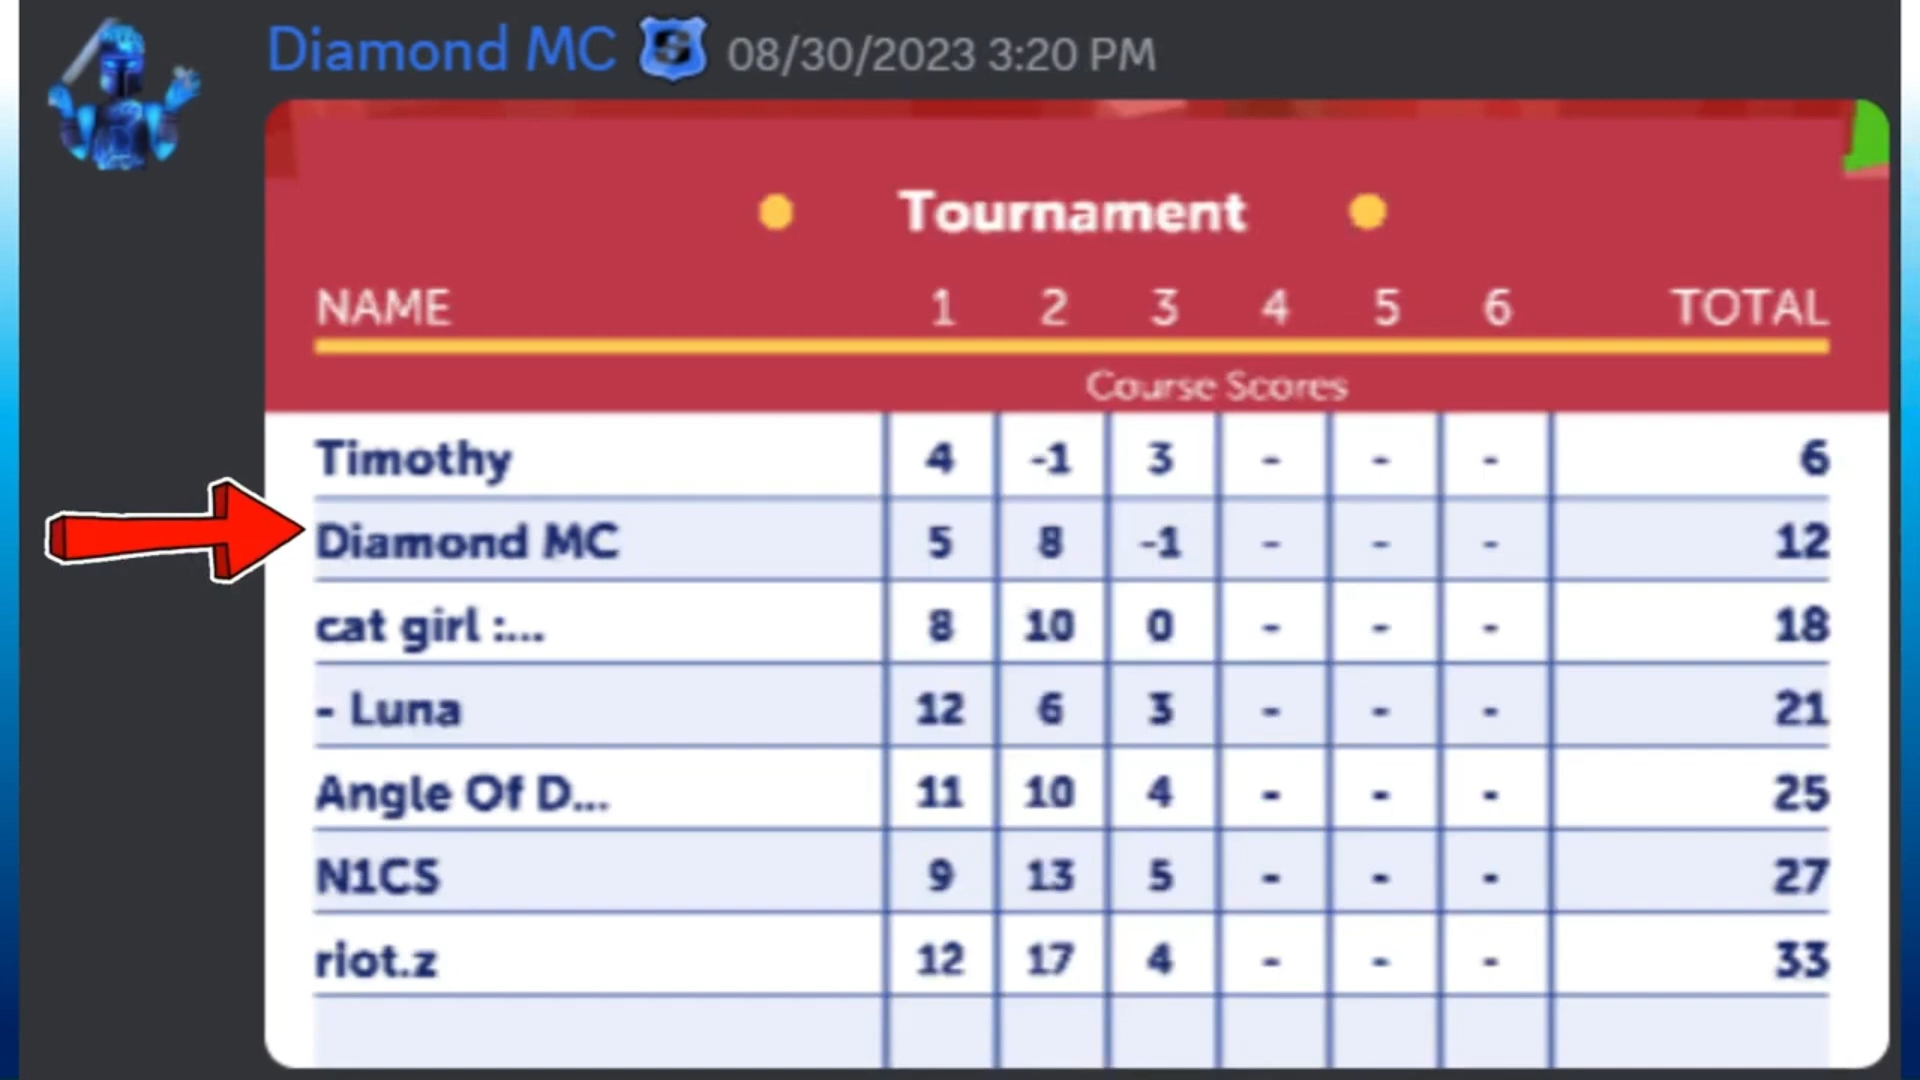 Diamond MC S 08/30/2023 3:20 PM
Tournament
NAME 1 2 3 4 5 6 TOTAL
Course Scores
Timothy 4 -1 3 - - - 6
Diamond MC 5 8 -1 - - - 12
cat girl :... 8 10 0 - - - 18
- Luna 12 6 3 - - - 21
Angle Of D... 11 10 4 - - - 25
N1CS 9 13 5 - - - 27
riot.z 12 17 4 - - - 33